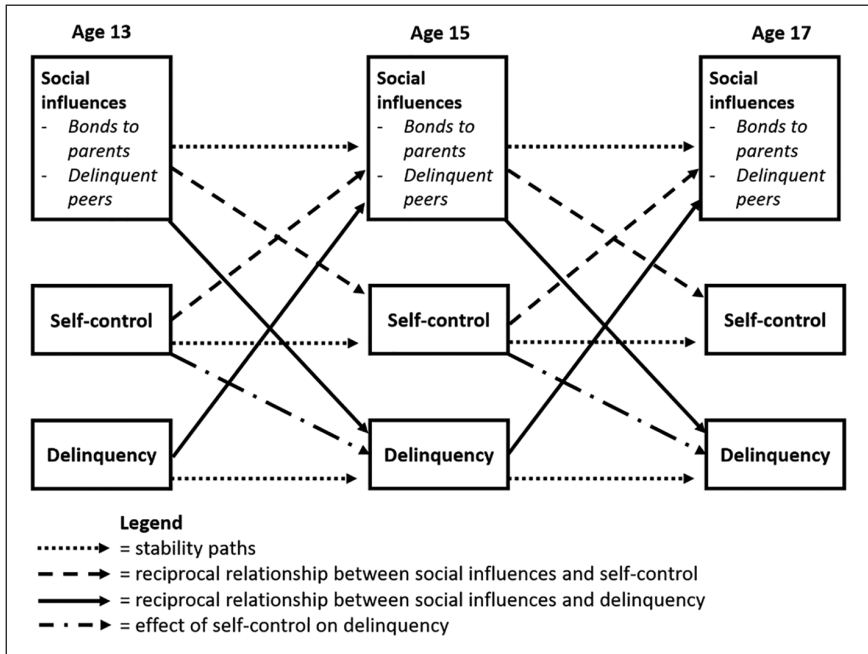 Age 13
Age 15
Age 17
Social
influences
- Bonds to
parents
- Delinquent
peers
Social
influences
- Bonds to
parents
- Delinquent
peers
Social
influences
- Bonds to
parents
- Delinquent
peers
Self-control
Self-control
Self-control
Delinquency
Delinquency
Delinquency
Legend
= stability paths
= reciprocal relationship between social influences and self-control
= reciprocal relationship between social influences and delinquency
= effect of self-control on delinquency